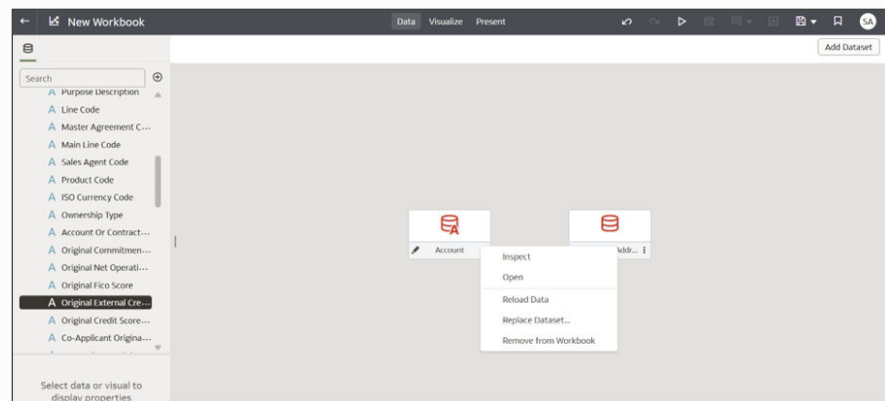 New Workbook
Data Visualize Present
SA
Add Dataset
Search
Purpose Description
Line Code
Master Agreement C...
Main Line Code
Sales Agent Code
Product Code
ISO Currency Code
Ownership Type
Account Or Contract...
Original Commitmen...
Original Net Operati...
Original Fico Score
Original External Cre...
Original Credit Score...
Co-Applicant Origina...
Select data or visual to
display properties
Account
Addr...
Inspect
Open
Reload Data
Replace Dataset...
Remove from Workbook